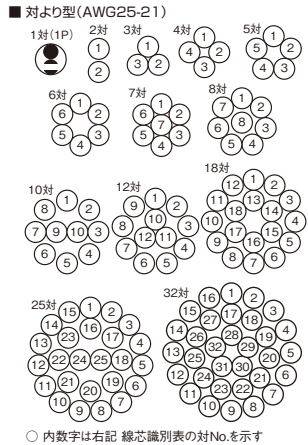 ■ 対より型(AWG25-21)
1対(1P) 2対 3対 4対 5対
1 2
1 2 3
1 2 3 4
1 2 3 4 5
6対 7対 8対
1 2 3 4 5 6
1 2 3 4 5 6 7
1 2 3 4 5 6 7 8
10対 12対 18対
1 2 3 4 5 6 7 8 9 10
1 2 3 4 5 6 7 8 9 10 11 12
1 2 3 4 5 6 7 8 9 10 11 12 13 14 15 16 17 18
25対 32対
1 2 3 4 5 6 7 8 9 10 11 12 13 14 15 16 17 18 19 20 21 22 23 24 25
1 2 3 4 5 6 7 8 9 10 11 12 13 14 15 16 17 18 19 20 21 22 23 24 25 26 27 28 29 30 31 32
○ 内数字は右記 線芯識別表の対No.を示す